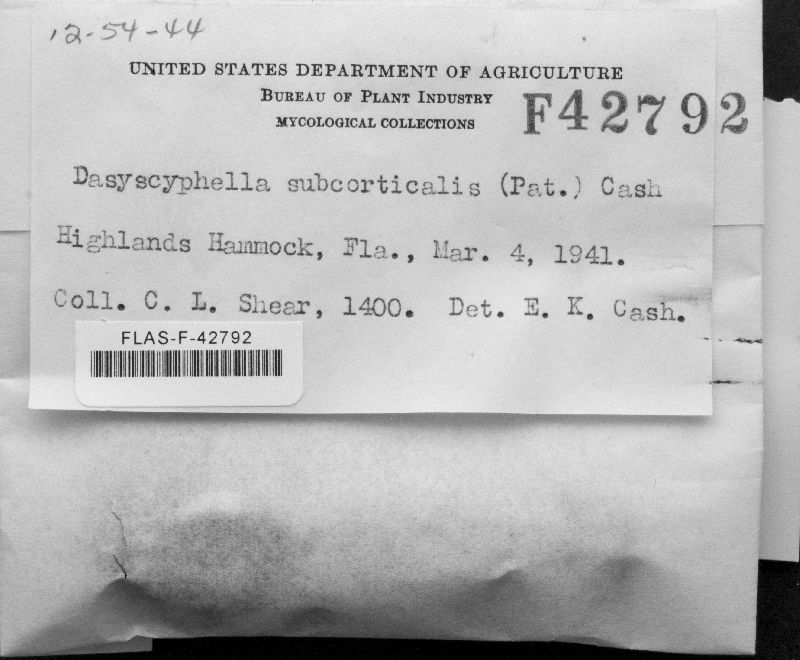 12-54-44
UNITED STATES DEPARTMENT OF AGRICULTURE
BUREAU OF PLANT INDUSTRY
MYCOLOGICAL COLLECTIONS
F42792
Dasyscyphella subcorticalis (Pat.) Cash
Highlands Hammock, Fla., Mar. 4, 1941.
Coll. C. L. Shear, 1400. Det. E. K. Cash.
FLAS-F-42792